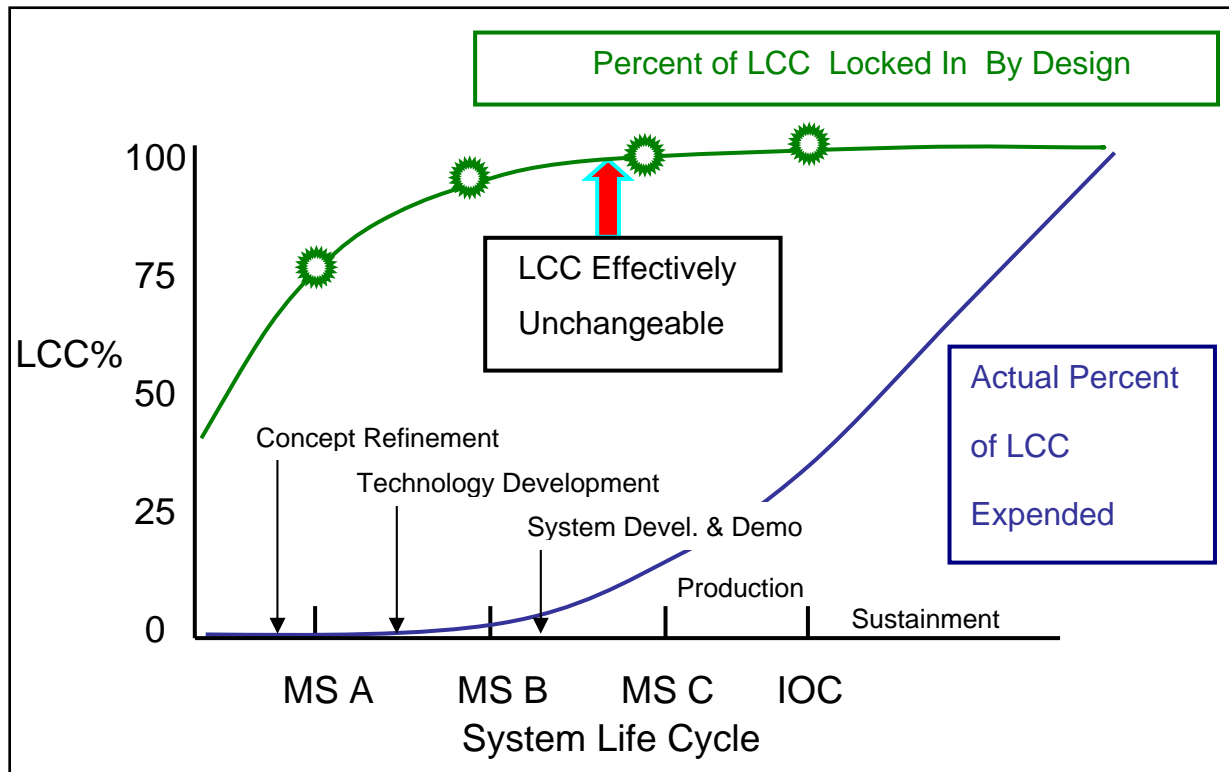 Percent of LCC Locked In By Design
100
75
LCC Effectively
Unchangeable
LCC%
50
Actual Percent
of LCC
Expended
Concept Refinement
Technology Development
25
System Devel. & Demo
Production
Sustainment
0
MS A
MS B
MS C
IOC
System Life Cycle